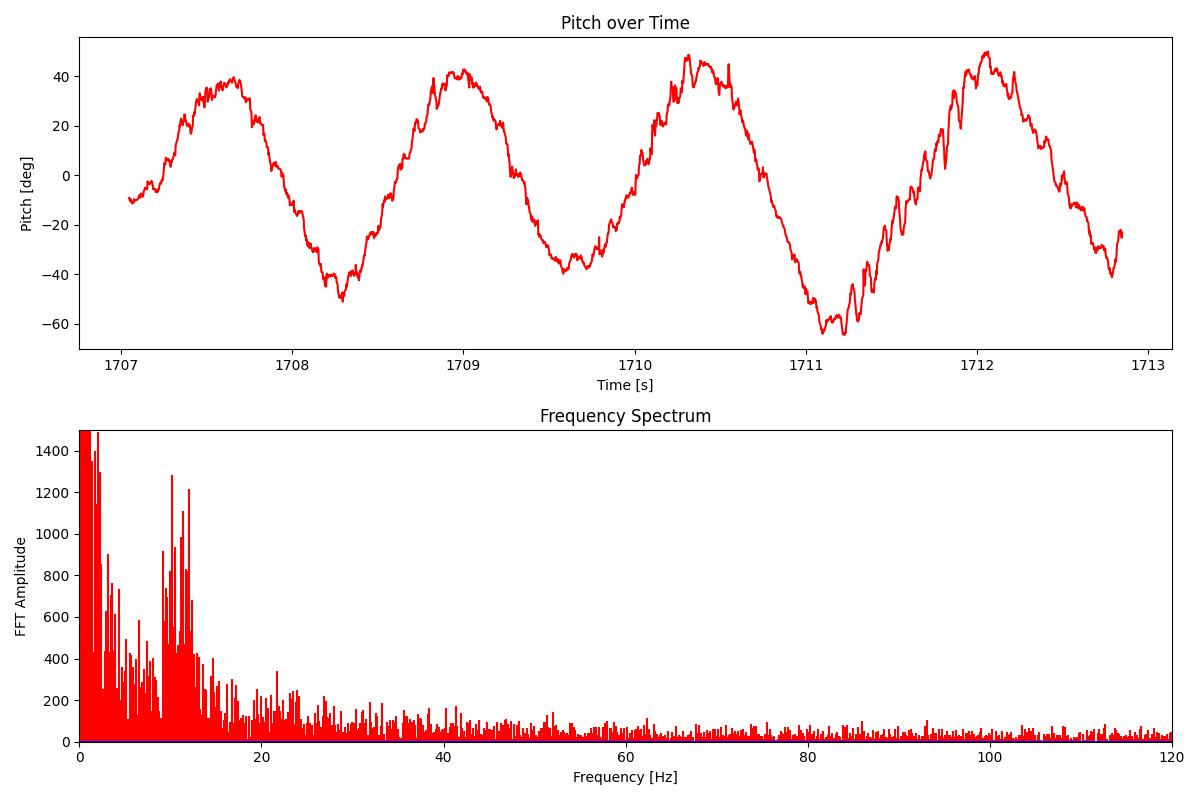 Pitch over Time
40
20
0
−20
−40
−60
Pitch [deg]
1707 1708 1709 1710 1711 1712 1713
Time [s]
Frequency Spectrum
1400
1200
1000
800
600
400
200
0
FFT Amplitude
0 20 40 60 80 100 120
Frequency [Hz]